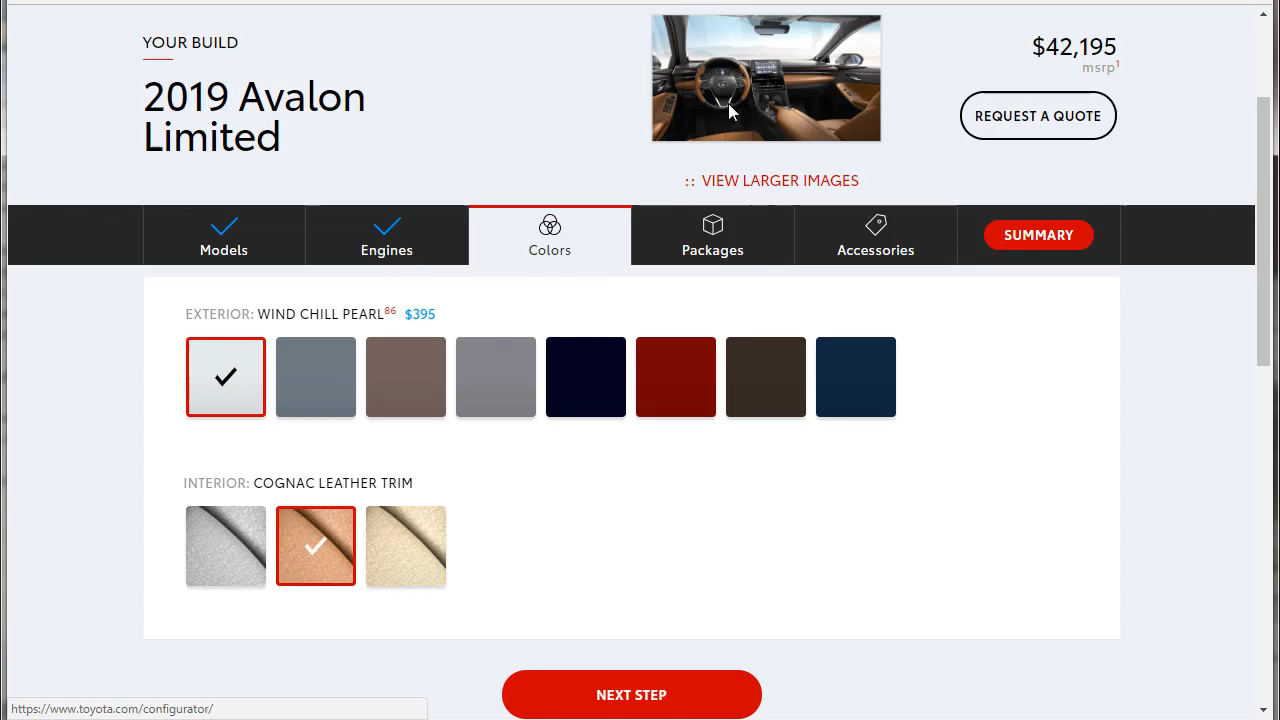 YOUR BUILD
2019 Avalon
Limited
$42,195
msrp1
REQUEST A QUOTE
:: VIEW LARGER IMAGES
Models
Engines
Colors
Packages
Accessories
SUMMARY
EXTERIOR: WIND CHILL PEARL86 $395
INTERIOR: COGNAC LEATHER TRIM
NEXT STEP
https://www.toyota.com/configurator/